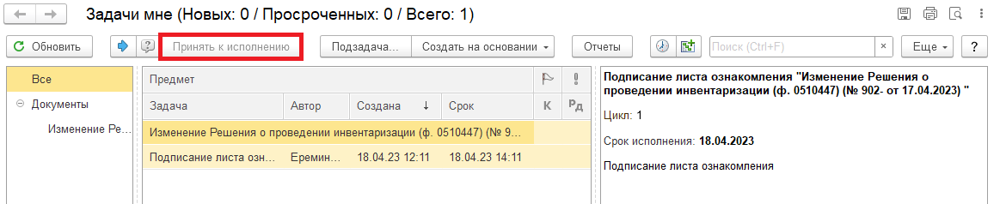 Задачи мне (Новых: 0 / Просроченных: 0 / Всего: 1)
Обновить
Принять к исполнению
Подзадача...
Создать на основании
Отчеты
Поиск (Ctrl+F)
×
Еще
?
Все
Документы
Изменение Ре...
Предмет
Задача Автор Создана ↓ Срок К Рд
Изменение Решения о проведении инвентаризации (ф. 0510447) (№ 9...
Подписание листа озн... Еремин... 18.04.23 12:11 18.04.23 14:11
Подписание листа ознакомления "Изменение Решения о
проведении инвентаризации (ф. 0510447) (№ 902- от 17.04.2023) "
Цикл: 1
Срок исполнения: 18.04.2023
Подписание листа ознакомления